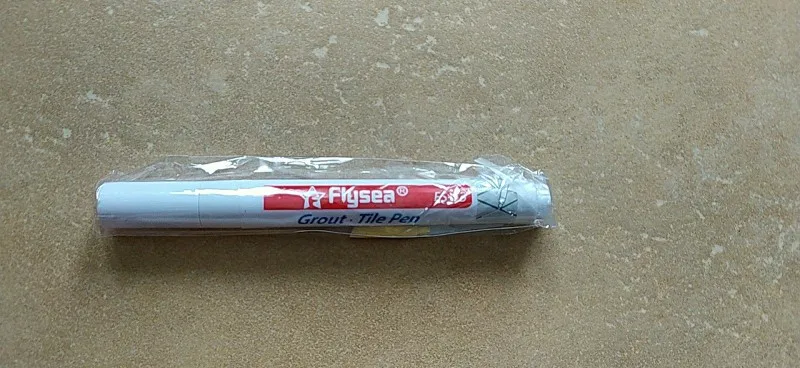 Flysea®
Grout · Tile Pen